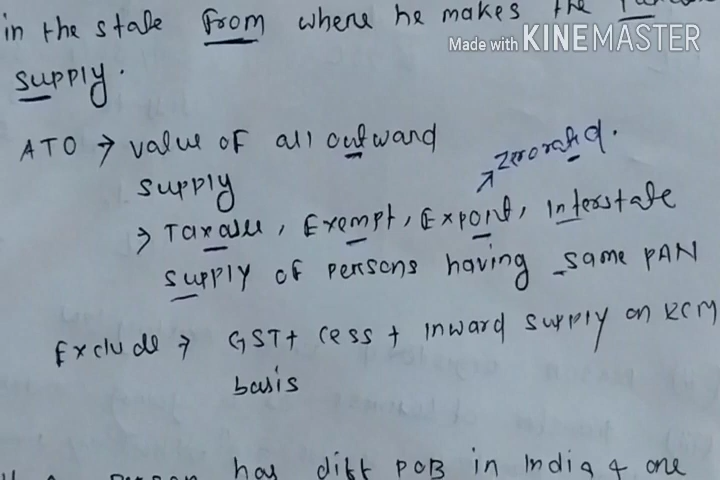 in the state from where he makes the
Made with KINEMASTER
supply.
ATO → value of all outward
supply
↗ zero rated.
→ Taxable, Exempt, Export, Interstate
supply of persons having same PAN
Exclude → GST + cess + inward supply on RCM
basis
has diff POB in India & one